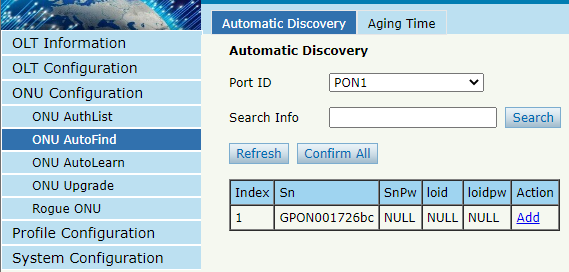 Automatic Discovery Aging Time
OLT Information
OLT Configuration
ONU Configuration
ONU AuthList
ONU AutoFind
ONU AutoLearn
ONU Upgrade
Rogue ONU
Profile Configuration
System Configuration
Automatic Discovery
Port ID PON1
Search Info Search
Refresh Confirm All
Index Sn SnPw loid loidpw Action
1 GPON001726bc NULL NULL NULL Add